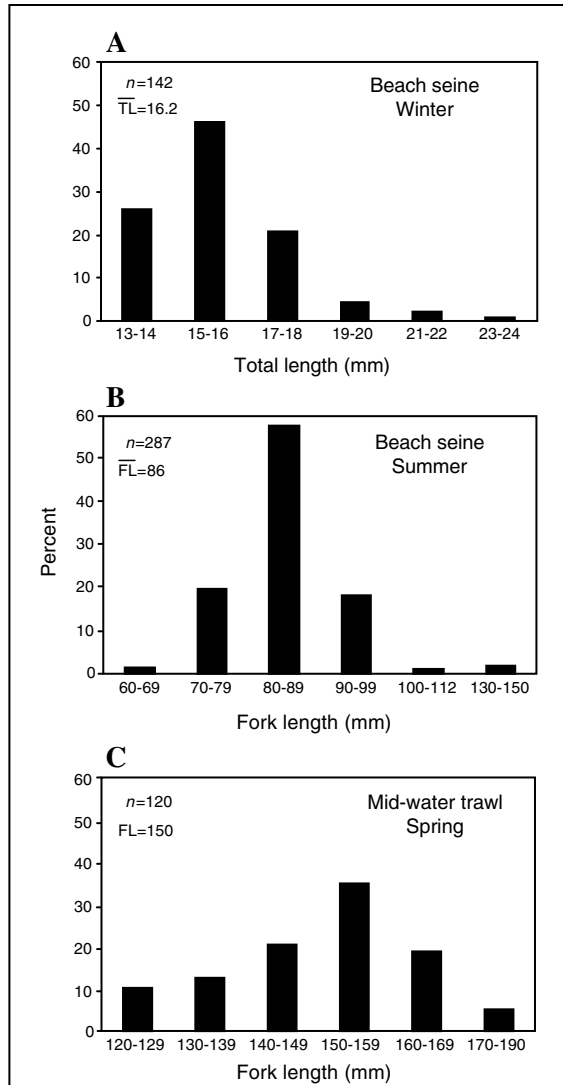 A
n=142
TL=16.2
Beach seine
Winter
60
50
40
30
20
10
0
13-14 15-16 17-18 19-20 21-22 23-24
Total length (mm)
B
n=287
FL=86
Beach seine
Summer
Percent
60
50
40
30
20
10
0
60-69 70-79 80-89 90-99 100-112 130-150
Fork length (mm)
C
n=120
FL=150
Mid-water trawl
Spring
60
50
40
30
20
10
0
120-129 130-139 140-149 150-159 160-169 170-190
Fork length (mm)